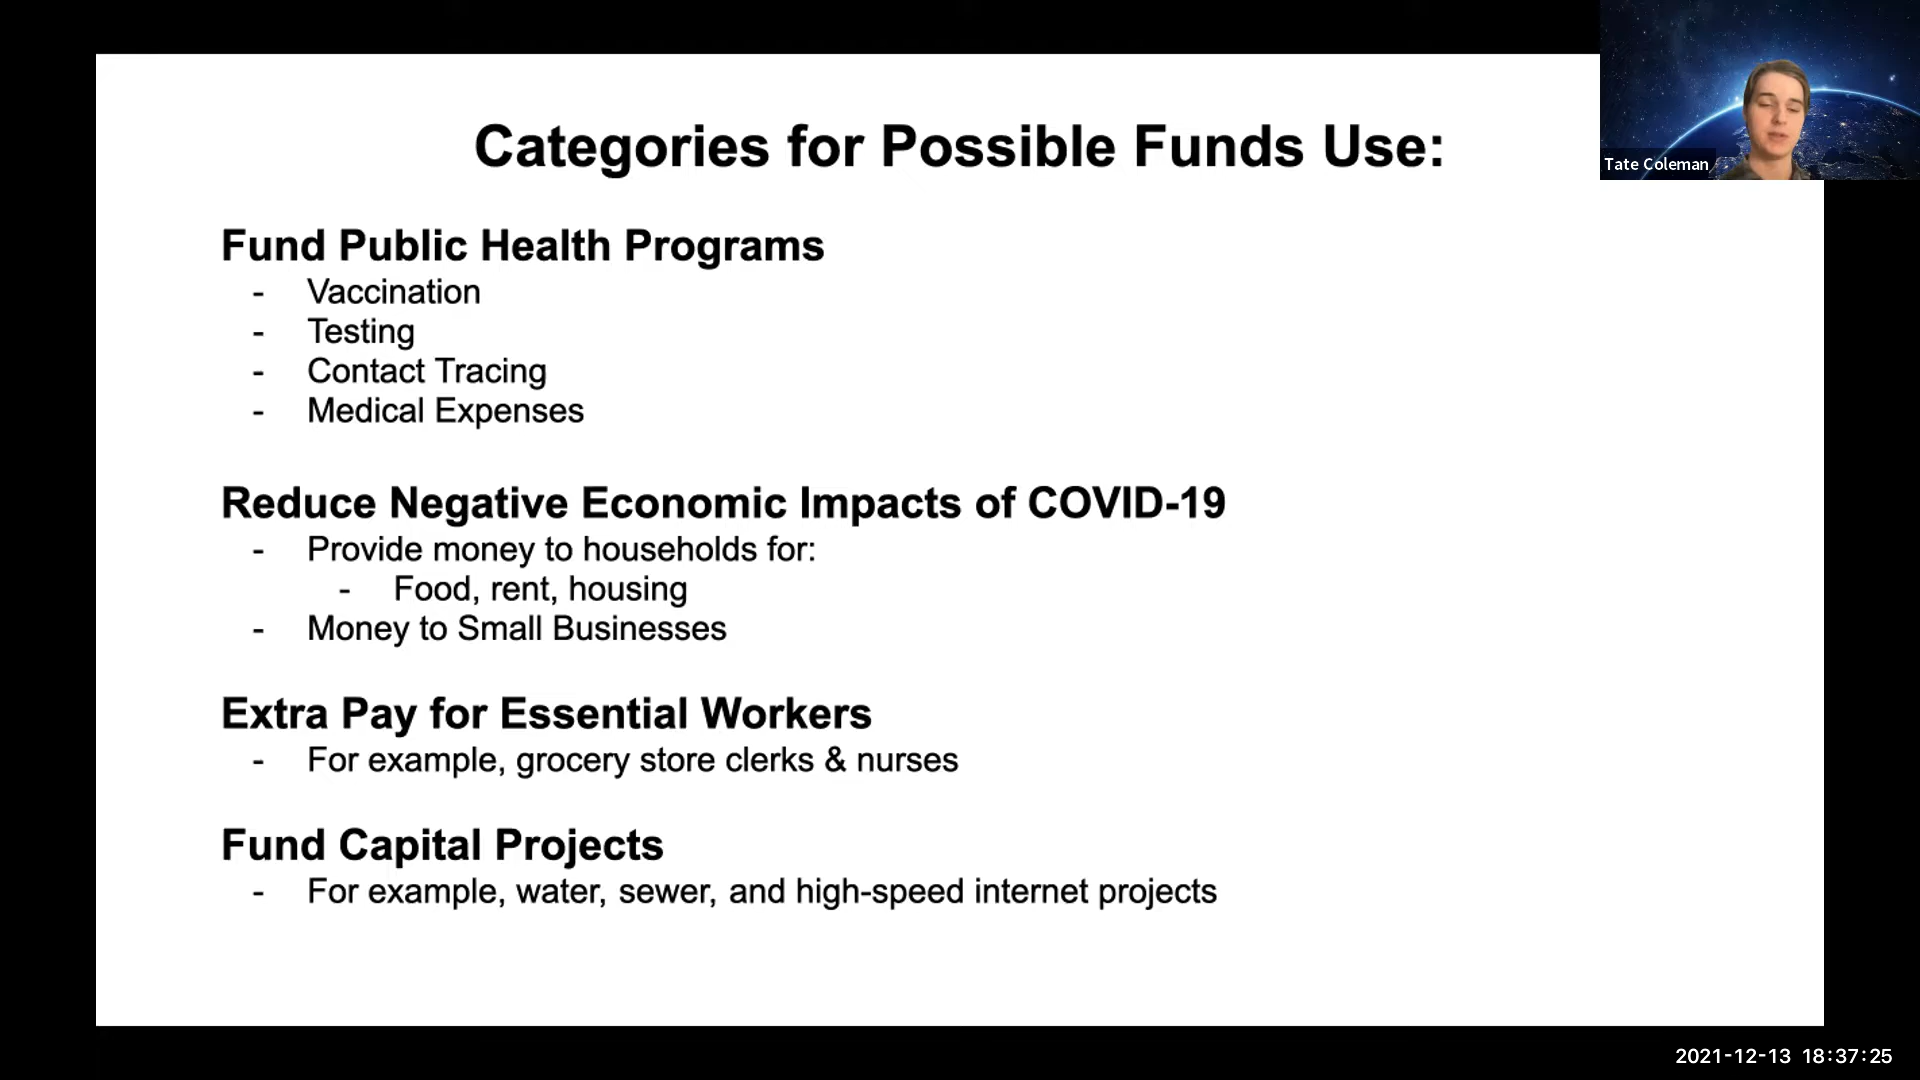 Categories for Possible Funds Use:
Tate Coleman
Fund Public Health Programs
- Vaccination
- Testing
- Contact Tracing
- Medical Expenses
Reduce Negative Economic Impacts of COVID-19
- Provide money to households for:
- Food, rent, housing
- Money to Small Businesses
Extra Pay for Essential Workers
- For example, grocery store clerks & nurses
Fund Capital Projects
- For example, water, sewer, and high-speed internet projects
2021-12-13 18:37:25